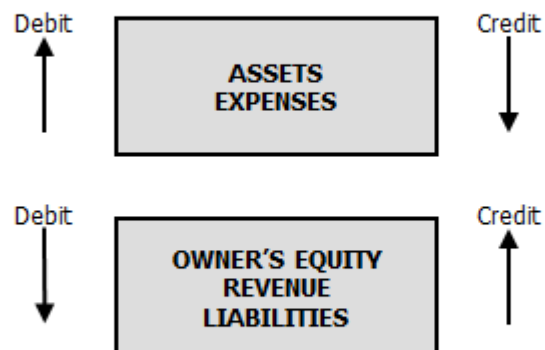 Debit
Credit
ASSETS
EXPENSES
Debit
Credit
OWNER'S EQUITY
REVENUE
LIABILITIES